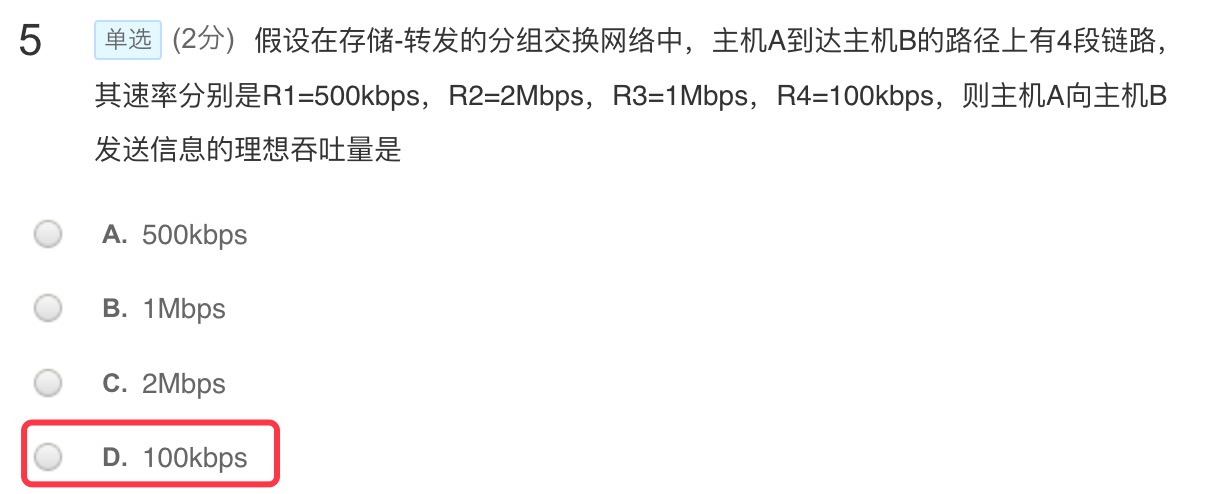 5 单选 (2分) 假设在存储-转发的分组交换网络中，主机A到达主机B的路径上有4段链路，
其速率分别是R1=500kbps，R2=2Mbps，R3=1Mbps，R4=100kbps，则主机A向主机B
发送信息的理想吞吐量是
A. 500kbps
B. 1Mbps
C. 2Mbps
D. 100kbps